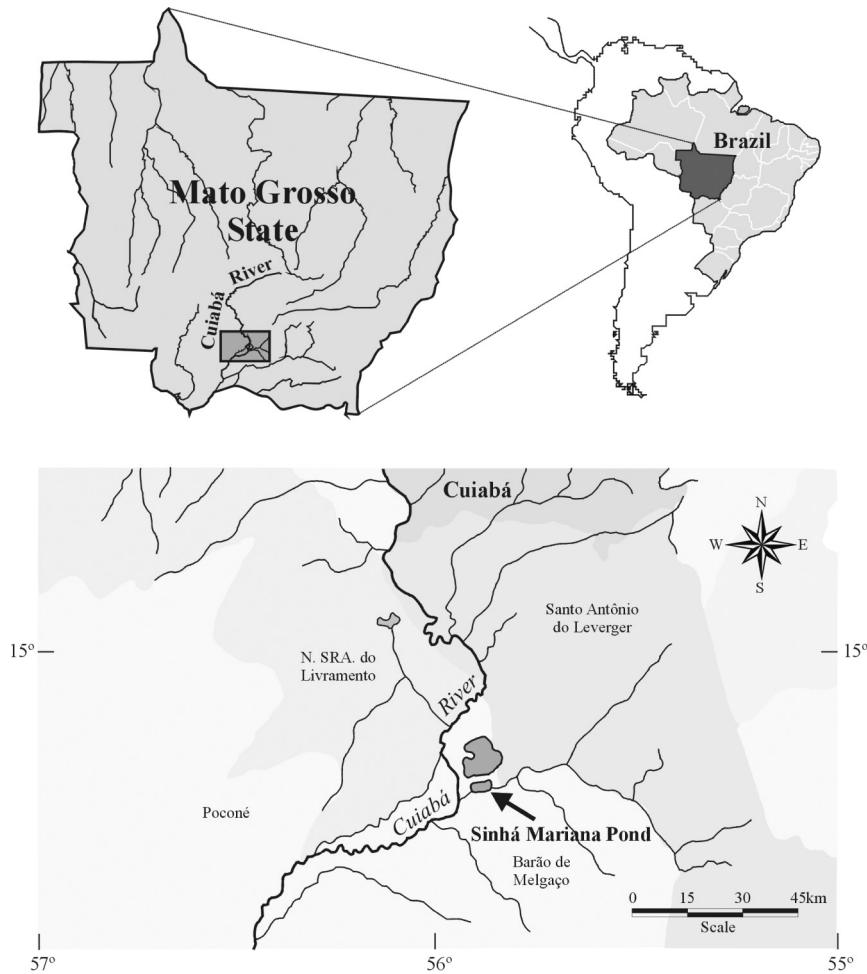 Mato Grosso
State
Cuiabá
River
Brazil
Cuiabá
N
W
E
S
Santo Antônio
do Leverger
15º
15º
N. SRA. do
Livramento
River
Poconé
Cuiabá
Sinhá Mariana Pond
Barão de
Melgaço
0 15 30 45km
Scale
57º
56º
55º